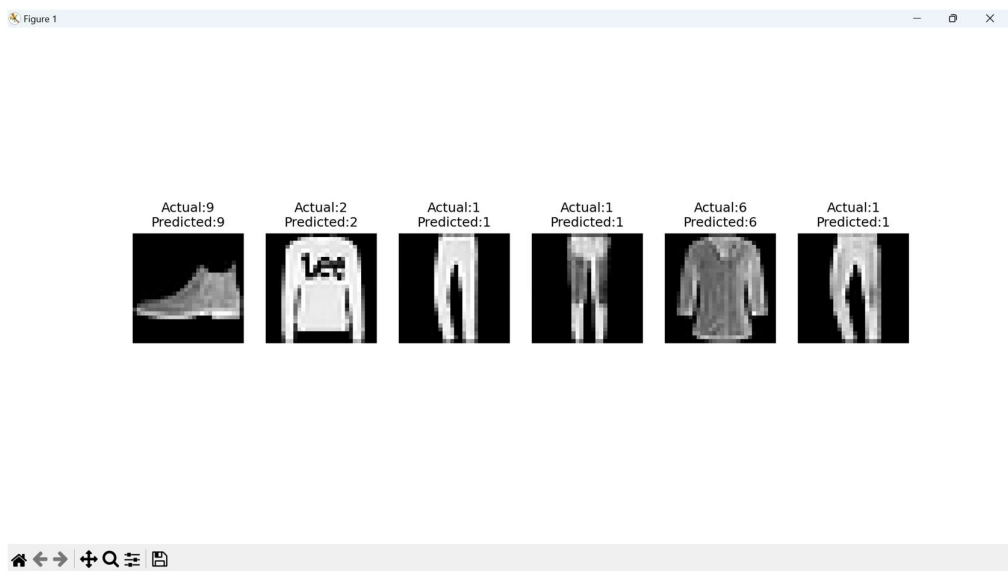 Figure 1
Actual:9
Predicted:9
Actual:2
Predicted:2
Actual:1
Predicted:1
Actual:1
Predicted:1
Actual:6
Predicted:6
Actual:1
Predicted:1
Lee